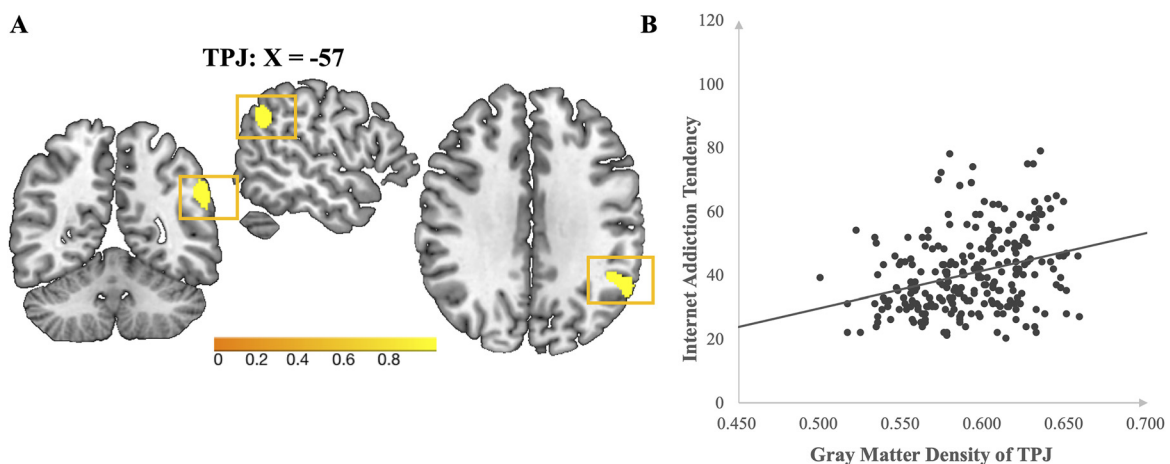 A
TPJ: X = -57
0 0.2 0.4 0.6 0.8
B
Internet Addiction Tendency
120
100
80
60
40
20
0
0.450 0.500 0.550 0.600 0.650 0.700
Gray Matter Density of TPJ